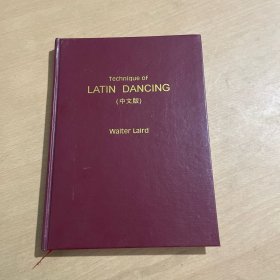 Technique of
LATIN DANCING
(中文版)
Walter Laird